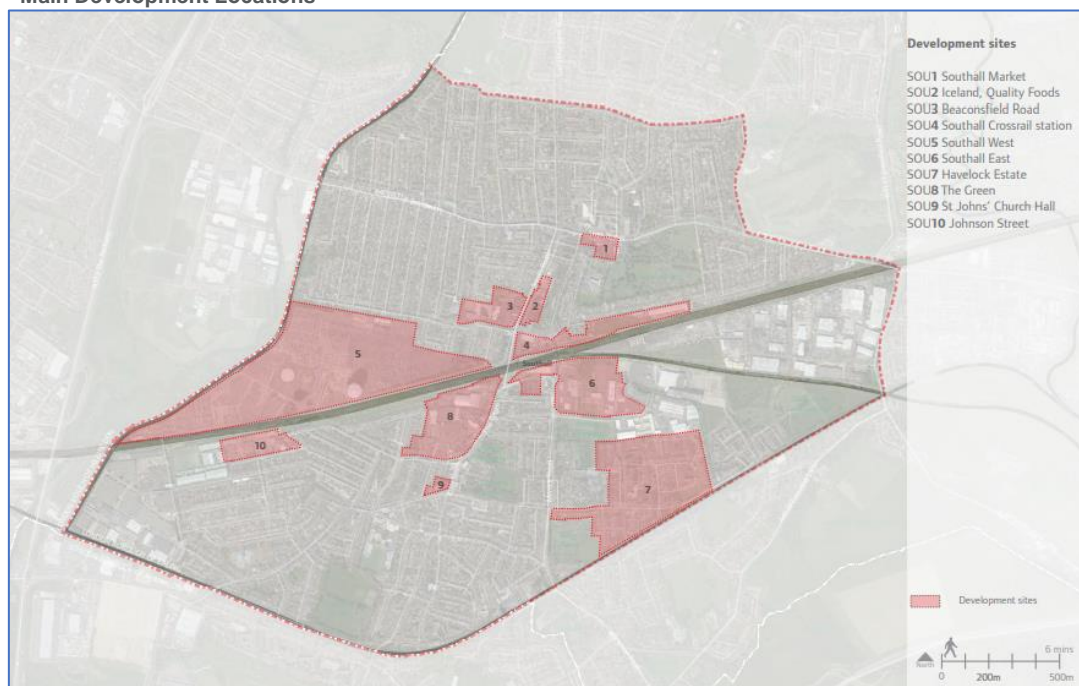 Main Development Locations
Development sites
SOU1 Southall Market
SOU2 Iceland, Quality Foods
SOU3 Beaconsfield Road
SOU4 Southall Crossrail station
SOU5 Southall West
SOU6 Southall East
SOU7 Havelock Estate
SOU8 The Green
SOU9 St Johns' Church Hall
SOU10 Johnson Street
1
2
3
4
Southall
5
6
8
10
9
7
Development sites
6 mins
North
0 200m 500m